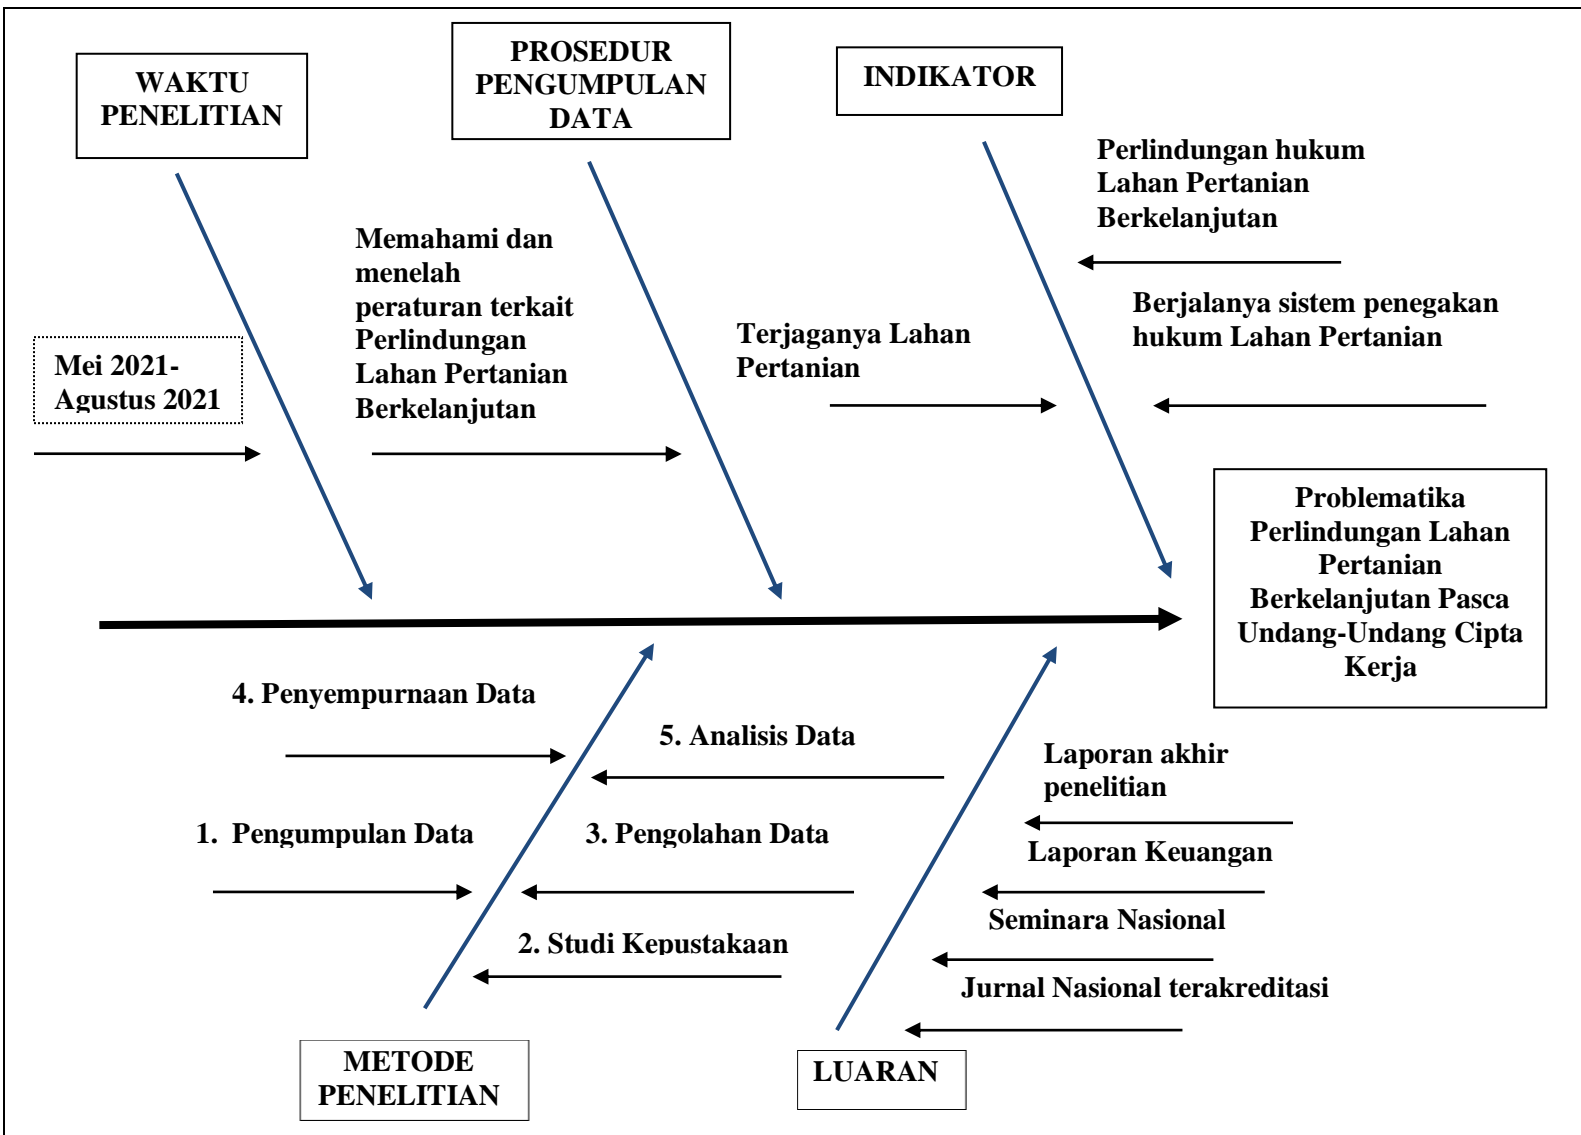 WAKTU
PENELITIAN
PROSEDUR
PENGUMPULAN
DATA
INDIKATOR
Perlindungan hukum
Lahan Pertanian
Berkelanjutan
Memahami dan
menelah
peraturan terkait
Perlindungan
Lahan Pertanian
Berkelanjutan
Berjalanya sistem penegakan
hukum Lahan Pertanian
Terjaganya Lahan
Pertanian
Mei 2021-
Agustus 2021
Problematika
Perlindungan Lahan
Pertanian
Berkelanjutan Pasca
Undang-Undang Cipta
Kerja
4. Penyempurnaan Data
5. Analisis Data
Laporan akhir
penelitian
1. Pengumpulan Data
3. Pengolahan Data
Laporan Keuangan
Seminara Nasional
2. Studi Kepustakaan
Jurnal Nasional terakreditasi
METODE
PENELITIAN
LUARAN